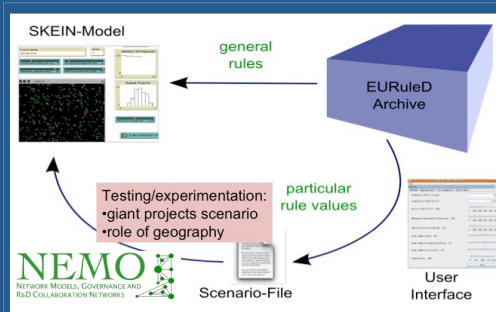 SKEIN-Model
general
rules
EURuleD
Archive
Testing/experimentation:
•giant projects scenario
•role of geography
particular
rule values
NEMO
NETWORK MODELS, GOVERNANCE AND
R&D COLLABORATION NETWORKS
Scenario-File
User
Interface